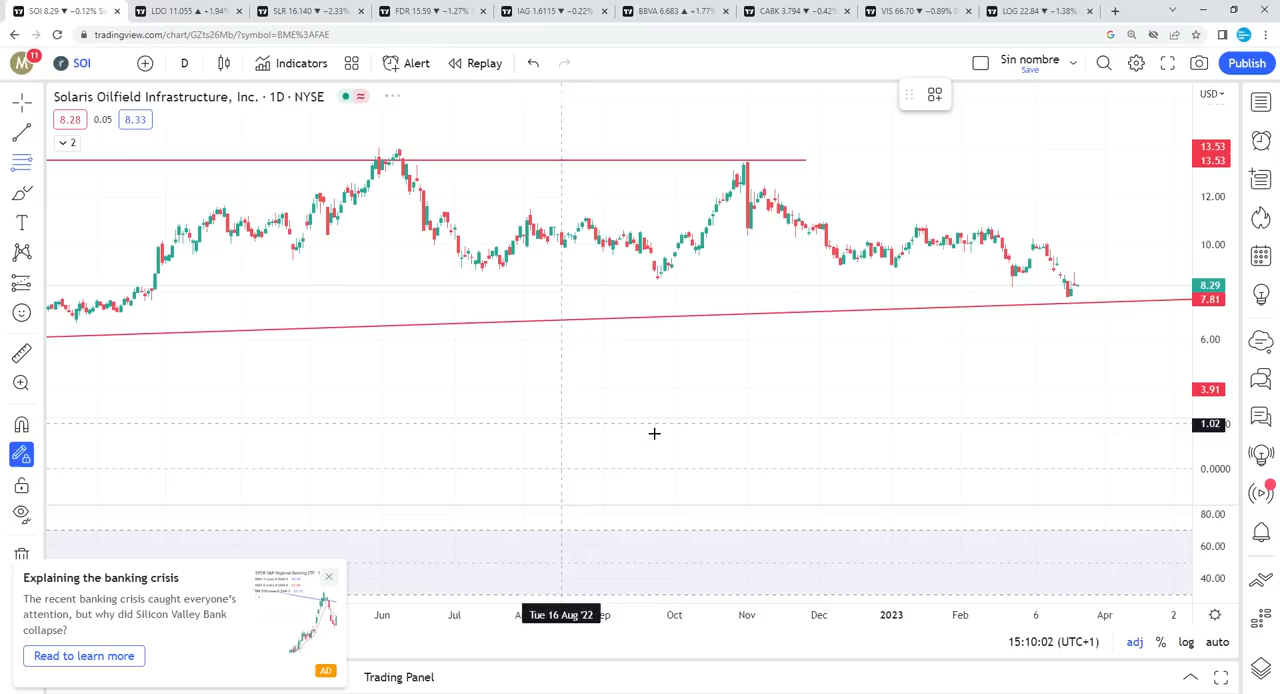 SOI 8.29 ▼ −0.12% Sin
LDO 11.055 ▲ +1.94%
SLR 16.140 ▼ −2.33%
FDR 15.59 ▼ −1.27% S
IAG 1.6115 ▼ −0.22%
BBVA 6.683 ▲ +1.77%
CABK 3.794 ▼ −0.42%
VIS 66.70 ▼ −0.89% S
LOG 22.84 ▼ −1.38%
tradingview.com/chart/GZts26Mb/?symbol=BME%3AFAE
M 11 SOI D Indicators Alert Replay Sin nombre Save Publish
Solaris Oilfield Infrastructure, Inc. · 1D · NYSE
USD
8.28 0.05 8.33
2
13.53
13.53
12.00
10.00
8.29
7.81
6.00
3.91
1.02
0.0000
80.00
60.00
40.00
Jun Jul Tue 16 Aug '22 ep Oct Nov Dec 2023 Feb 6 Apr 2
15:10:02 (UTC+1) adj % log auto
Explaining the banking crisis
The recent banking crisis caught everyone's
attention, but why did Silicon Valley Bank
collapse?
Read to learn more
AD
Trading Panel